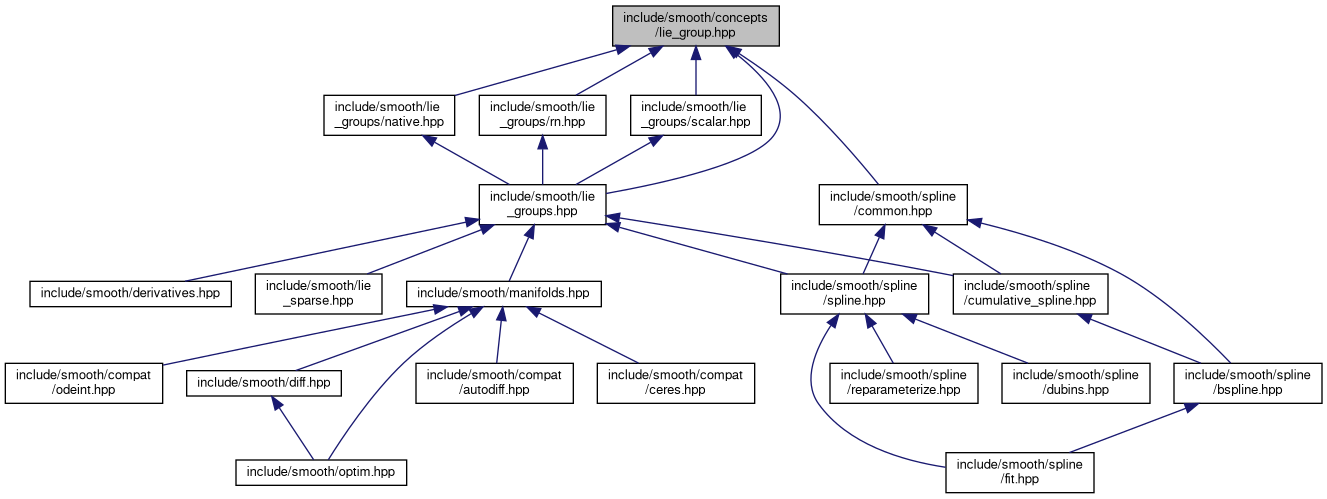 include/smooth/concepts
/lie_group.hpp
include/smooth/lie
_groups/native.hpp
include/smooth/lie
_groups/rn.hpp
include/smooth/lie
_groups/scalar.hpp
include/smooth/lie
_groups.hpp
include/smooth/spline
/common.hpp
include/smooth/derivatives.hpp
include/smooth/lie
_sparse.hpp
include/smooth/manifolds.hpp
include/smooth/spline
/spline.hpp
include/smooth/spline
/cumulative_spline.hpp
include/smooth/compat
/odeint.hpp
include/smooth/diff.hpp
include/smooth/compat
/autodiff.hpp
include/smooth/compat
/ceres.hpp
include/smooth/spline
/reparameterize.hpp
include/smooth/spline
/dubins.hpp
include/smooth/spline
/bspline.hpp
include/smooth/optim.hpp
include/smooth/spline
/fit.hpp